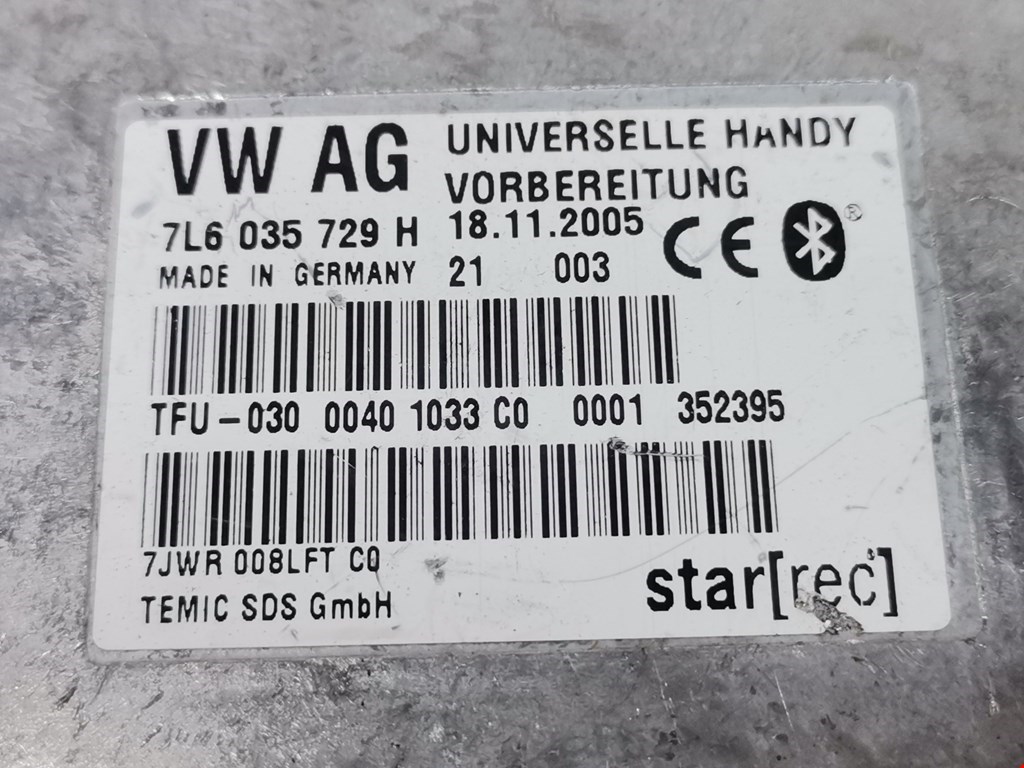 VW AG
UNIVERSELLE HANDY
VORBEREITUNG
7L6 035 729 H
18.11.2005
CE
®
MADE IN GERMANY
21 003
TFU-030 0040 1033 C0 0001 352395
7JWR 008LFT C0
TEMIC SDS GmbH
star[rec]